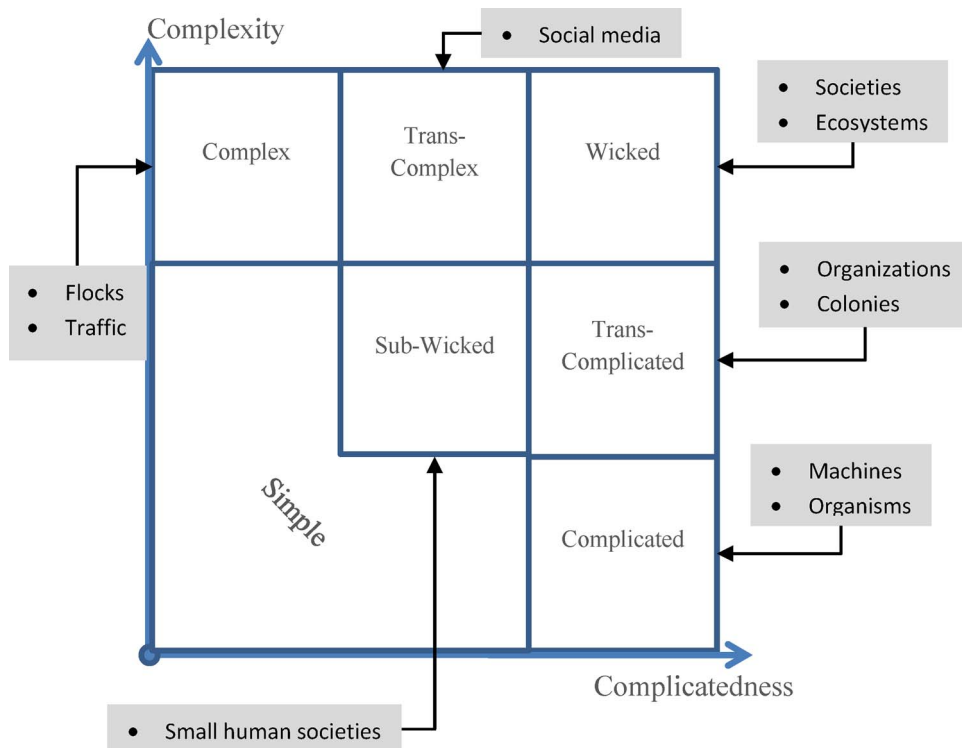 Complexity
• Social media
• Societies
• Ecosystems
Complex
Trans-
Complex
Wicked
• Flocks
• Traffic
• Organizations
• Colonies
Sub-Wicked
Trans-
Complicated
• Machines
• Organisms
Simple
Complicated
Complicatedness
• Small human societies